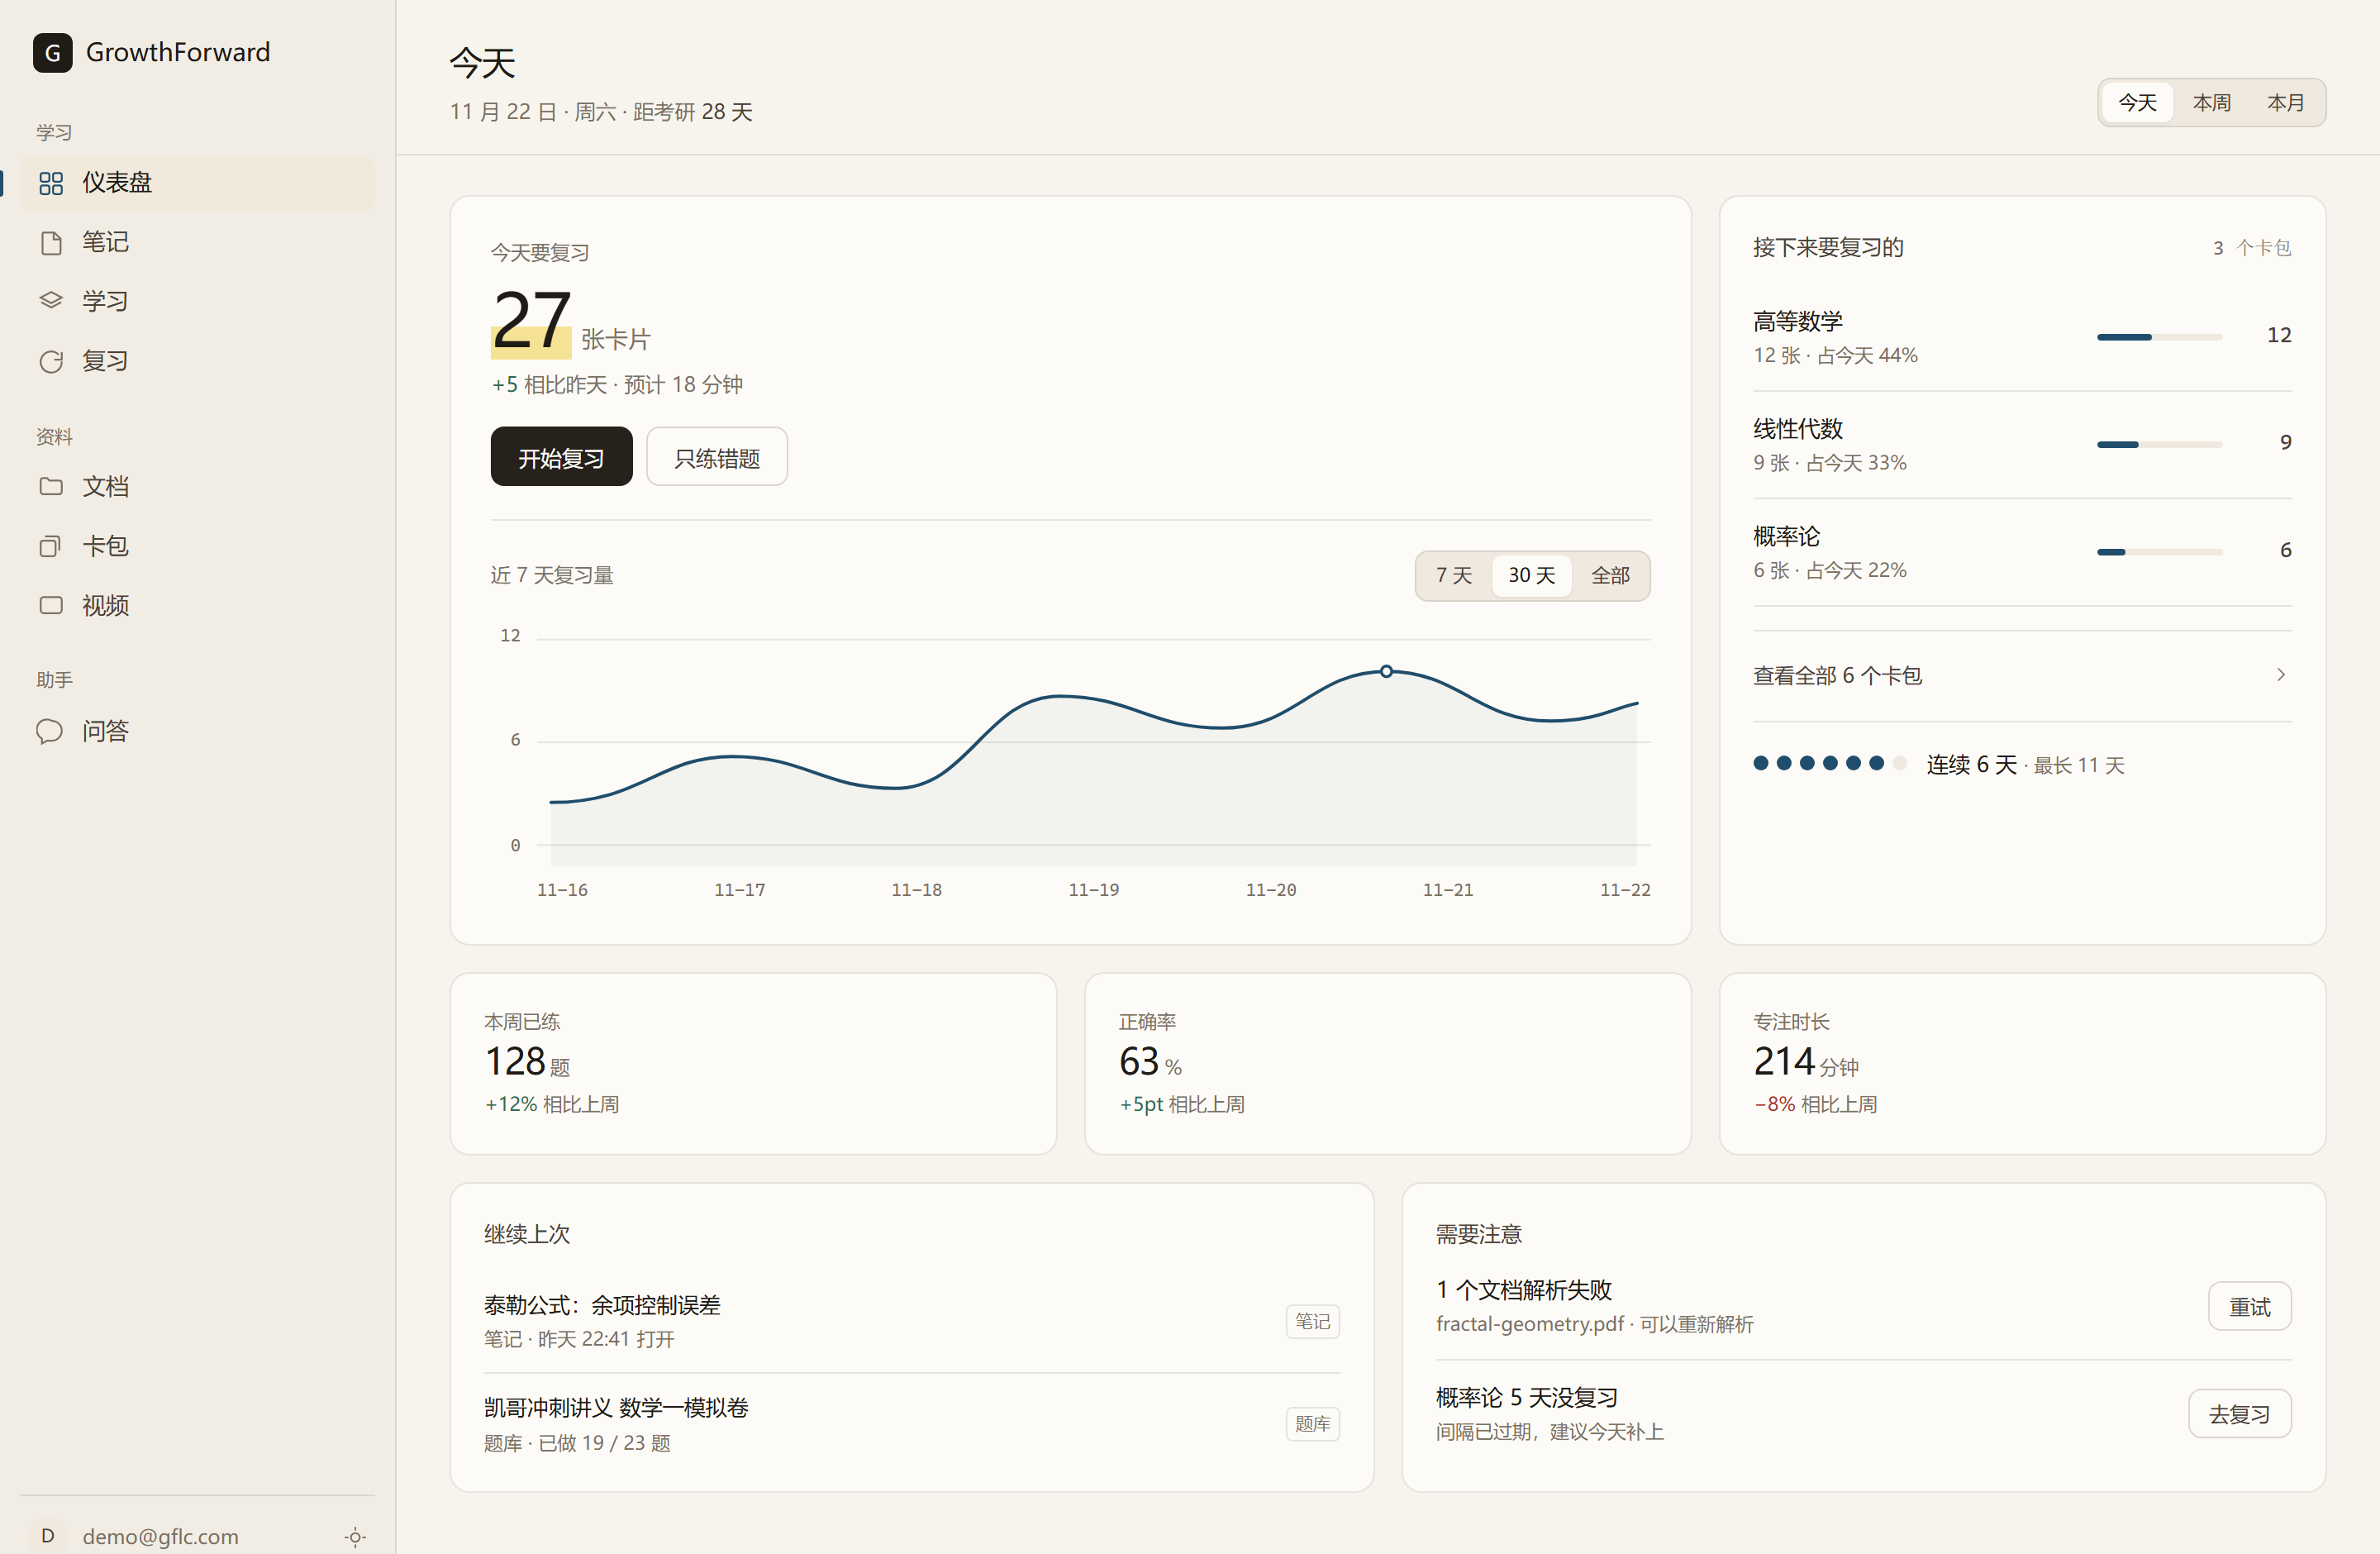 G GrowthForward
学习
仪表盘
笔记
学习
复习
资料
文档
卡包
视频
助手
问答
D demo@gflc.com
今天
11 月 22 日 · 周六 · 距考研 28 天
今天 本周 本月
今天要复习
27 张卡片
+5 相比昨天 · 预计 18 分钟
开始复习 只练错题
近 7 天复习量
7 天 30 天 全部
12
6
0
11-16 11-17 11-18 11-19 11-20 11-21 11-22
接下来要复习的 3 个卡包
高等数学
12 张 · 占今天 44%
12
线性代数
9 张 · 占今天 33%
9
概率论
6 张 · 占今天 22%
6
查看全部 6 个卡包
连续 6 天 · 最长 11 天
本周已练
128 题
+12% 相比上周
正确率
63 %
+5pt 相比上周
专注时长
214 分钟
−8% 相比上周
继续上次
泰勒公式：余项控制误差
笔记 · 昨天 22:41 打开
笔记
凯哥冲刺讲义 数学一模拟卷
题库 · 已做 19 / 23 题
题库
需要注意
1 个文档解析失败
fractal-geometry.pdf · 可以重新解析
重试
概率论 5 天没复习
间隔已过期，建议今天补上
去复习